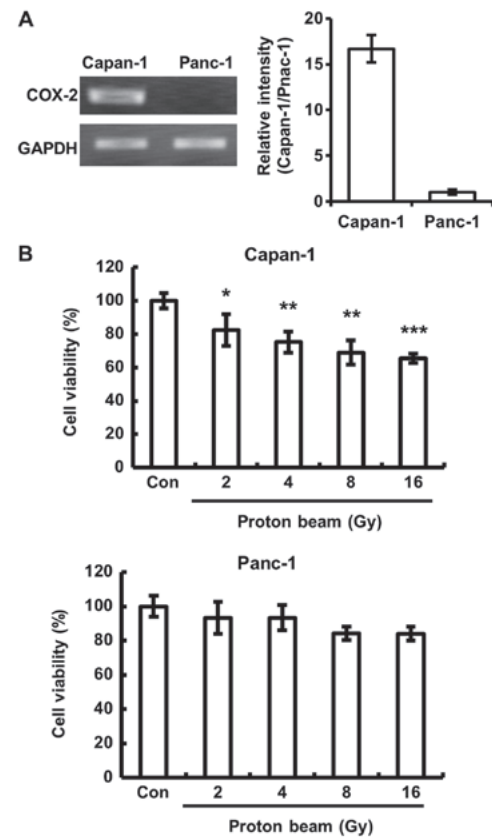 A
Capan-1 Panc-1
COX-2
GAPDH
Relative intensity
(Capan-1/Pnac-1)
20
15
10
5
0
Capan-1 Panc-1
B
Capan-1
Cell viability (%)
120
100
80
60
40
20
0
* ** ** ***
Con 2 4 8 16
Proton beam (Gy)
Panc-1
Cell viability (%)
120
100
80
60
40
20
0
Con 2 4 8 16
Proton beam (Gy)